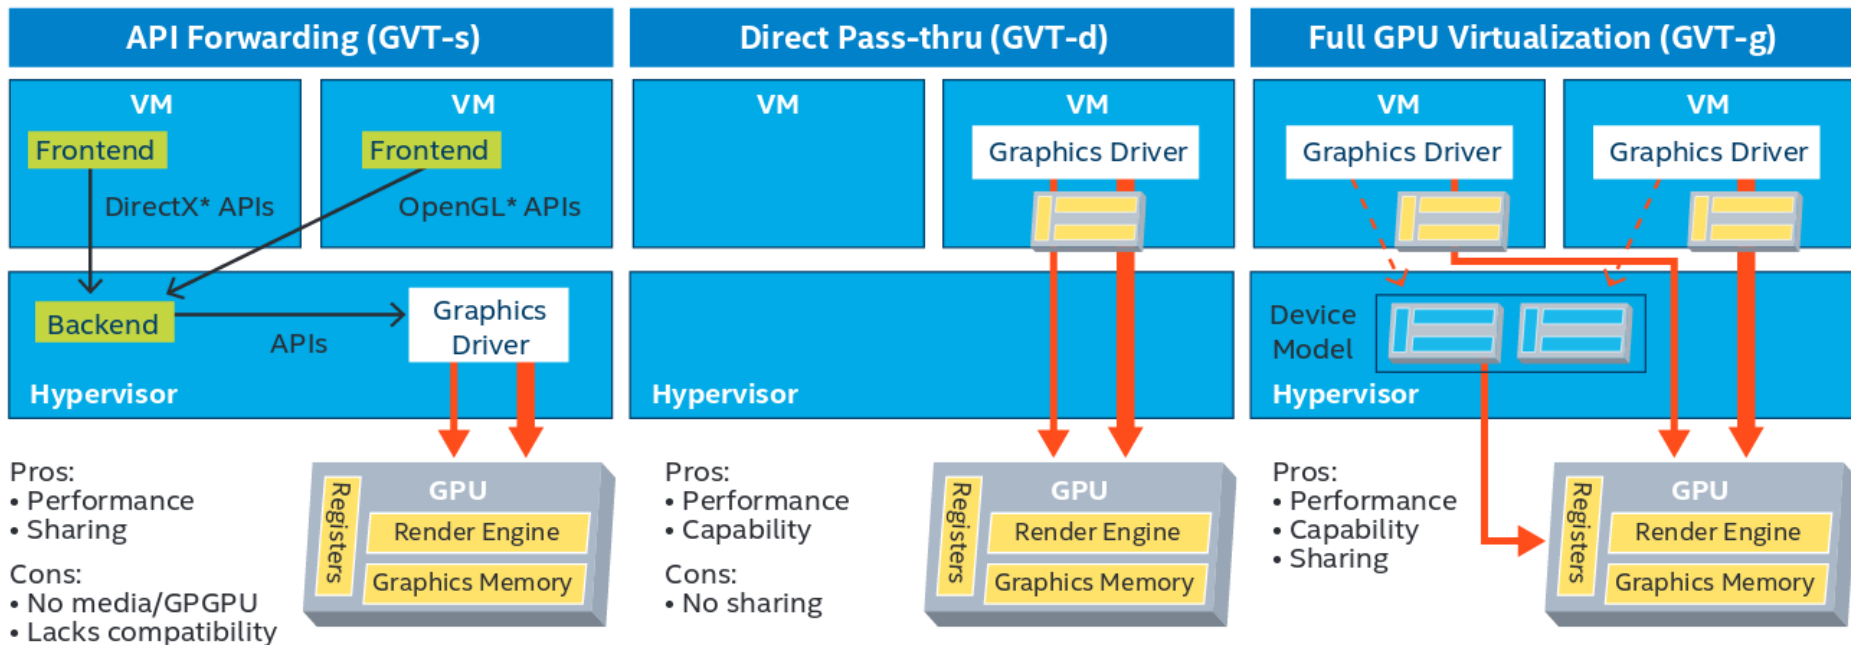 API Forwarding (GVT-s)
VM
VM
Frontend
Frontend
DirectX* APIs
OpenGL* APIs
Backend
APIs
Graphics
Driver
Hypervisor
Pros:
• Performance
• Sharing
Cons:
• No media/GPGPU
• Lacks compatibility
GPU
Registers
Render Engine
Graphics Memory
Direct Pass-thru (GVT-d)
VM
VM
Graphics Driver
Hypervisor
Pros:
• Performance
• Capability
Cons:
• No sharing
GPU
Registers
Render Engine
Graphics Memory
Full GPU Virtualization (GVT-g)
VM
VM
Graphics Driver
Graphics Driver
Device
Model
Hypervisor
Pros:
• Performance
• Capability
• Sharing
GPU
Registers
Render Engine
Graphics Memory